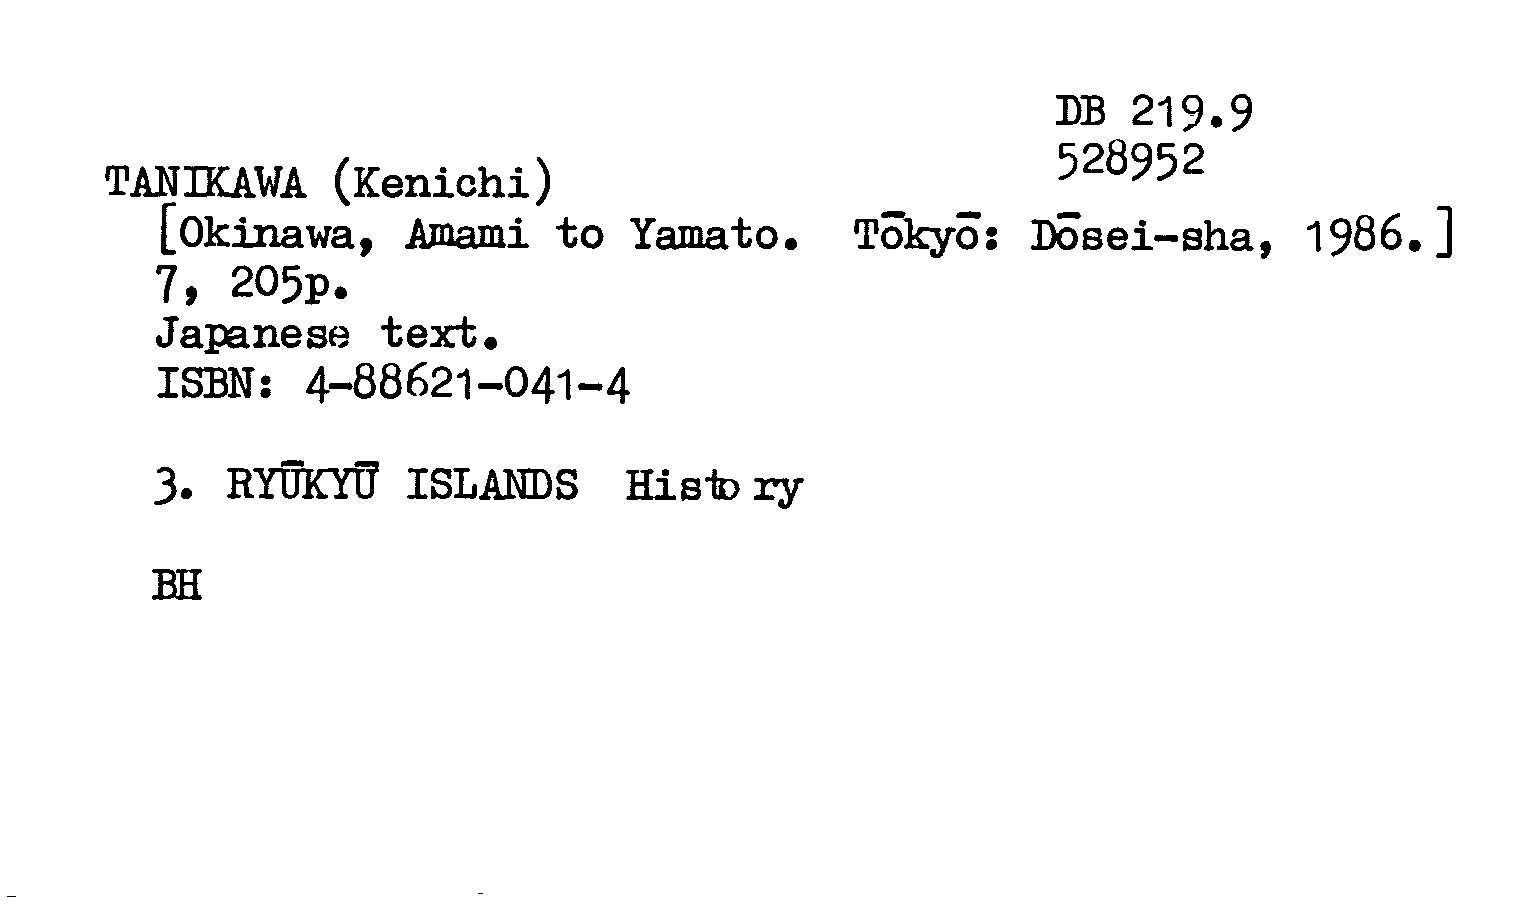 DB 219.9
528952
TANIKAWA (Kenichi)
[Okinawa, Amami to Yamato. Tōkyō: Dōsei-sha, 1986.]
7, 205p.
Japanese text.
ISBN: 4-88621-041-4
3. RYŪKYŪ ISLANDS History
BH